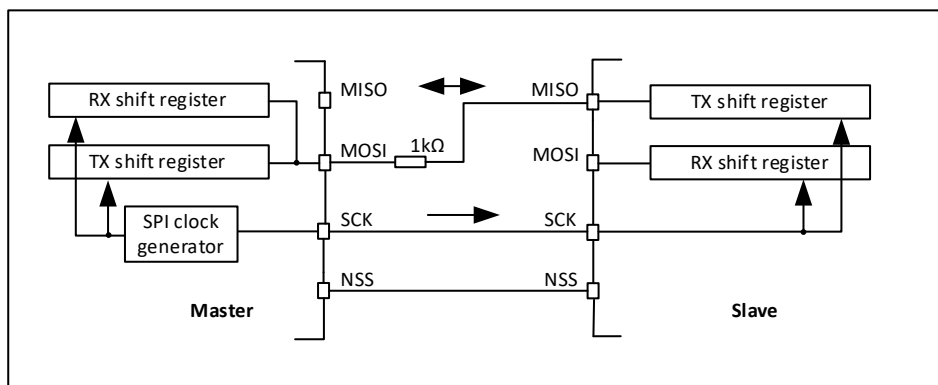 RX shift register
MISO
MISO
TX shift register
TX shift register
MOSI
1kΩ
MOSI
RX shift register
SPI clock
generator
SCK
SCK
NSS
NSS
Master
Slave